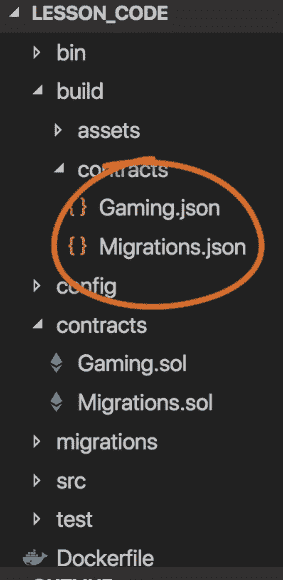 LESSON_CODE
bin
build
assets
contracts
{} Gaming.json
{} Migrations.json
config
contracts
Gaming.sol
Migrations.sol
migrations
src
test
Dockerfile